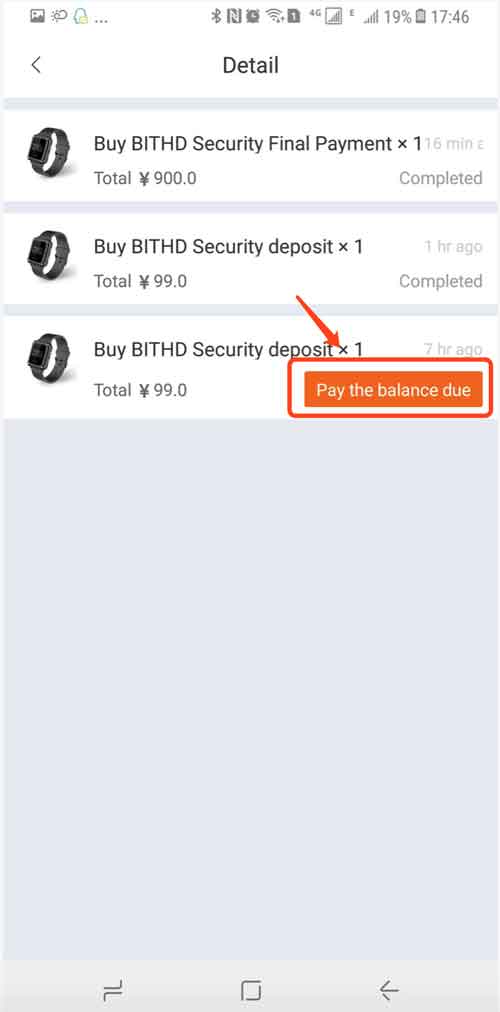 ... 4G E 19% 17:46
Detail
Buy BITHD Security Final Payment × 1 16 min a
Total ¥ 900.0 Completed
Buy BITHD Security deposit × 1 1 hr ago
Total ¥ 99.0 Completed
Buy BITHD Security deposit × 1 7 hr ago
Total ¥ 99.0 Pay the balance due